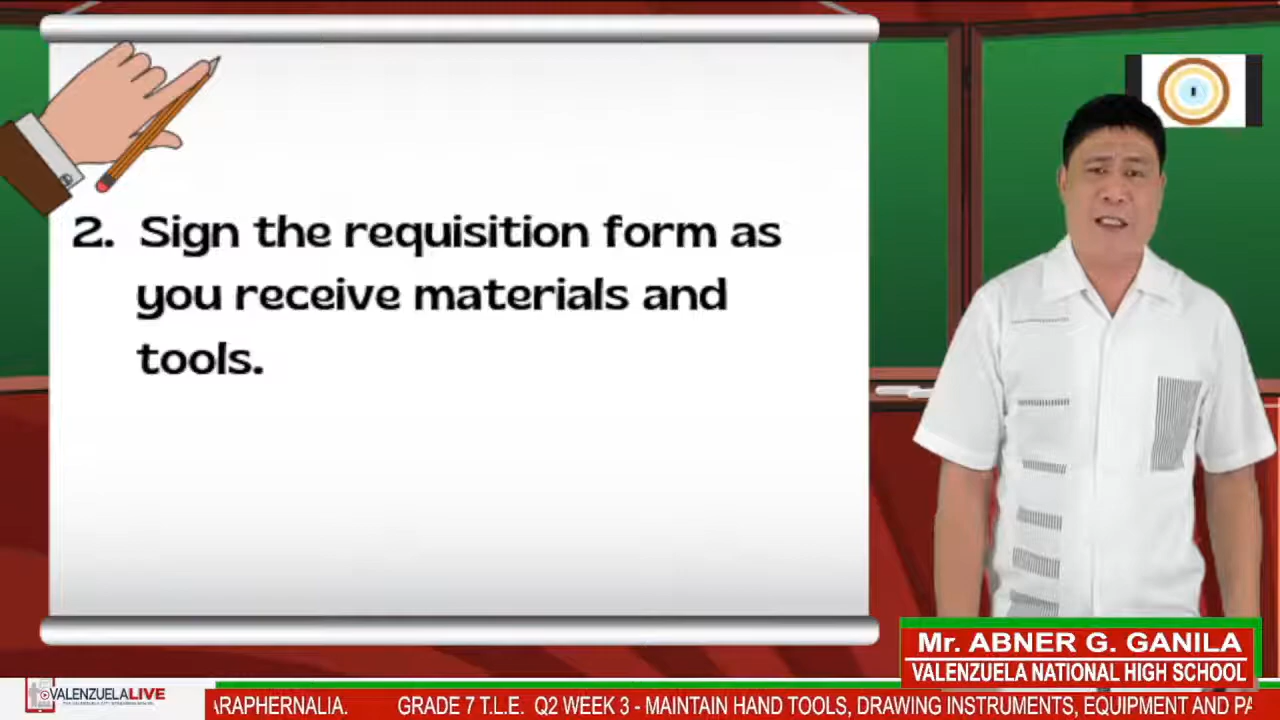 2. Sign the requisition form as
you receive materials and
tools.
Mr. ABNER G. GANILA
VALENZUELA NATIONAL HIGH SCHOOL
VALENZUELALIVE
ARAPHERNALIA. GRADE 7 T.L.E. Q2 WEEK 3 - MAINTAIN HAND TOOLS, DRAWING INSTRUMENTS, EQUIPMENT AND PA